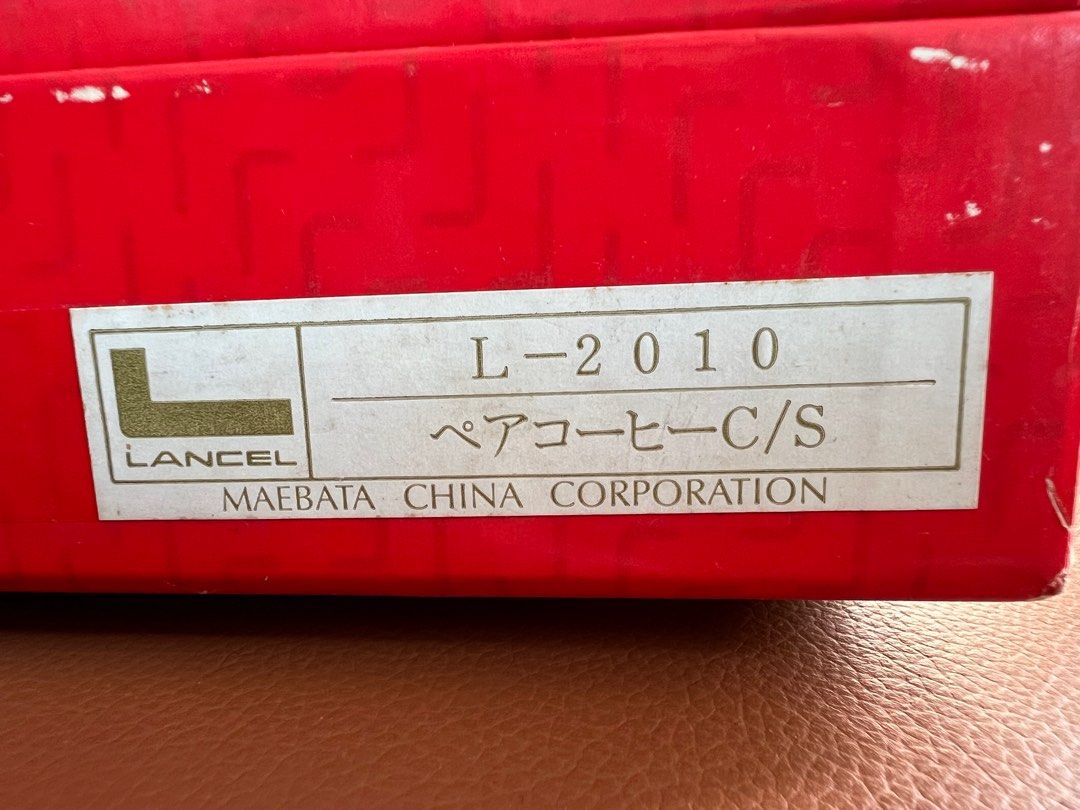 L-2010
ペアコーヒーC/S
LANCEL
MAEBATA CHINA CORPORATION